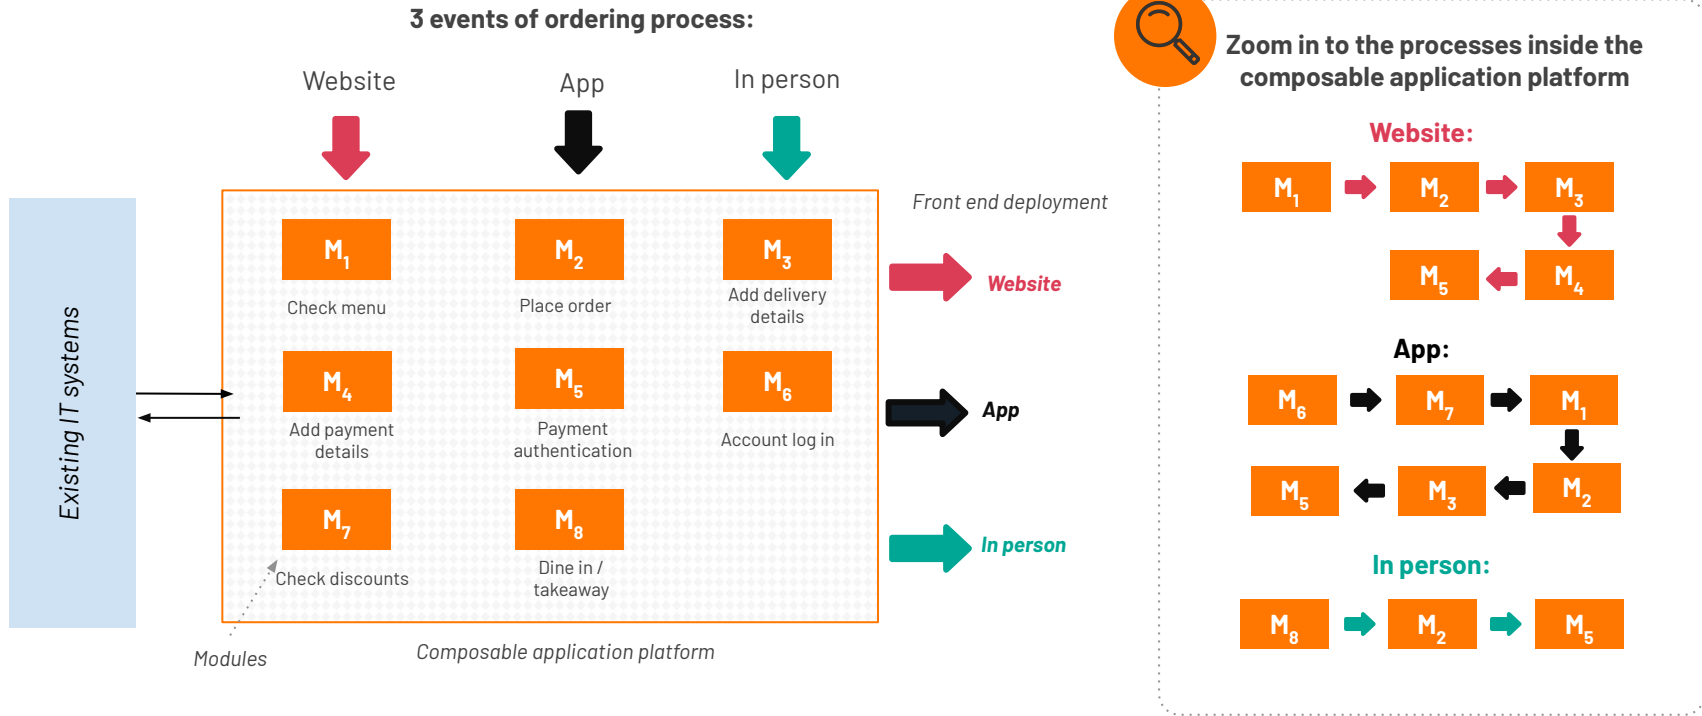 3 events of ordering process:
Website
App
In person
Existing IT systems
M1
Check menu
M2
Place order
M3
Add delivery
details
M4
Add payment
details
M5
Payment
authentication
M6
Account log in
M7
Check discounts
M8
Dine in /
takeaway
Modules
Composable application platform
Front end deployment
Website
App
In person
Zoom in to the processes inside the
composable application platform
Website:
M1 M2 M3
M5 M4
App:
M6 M7 M1
M5 M3 M2
In person:
M8 M2 M5